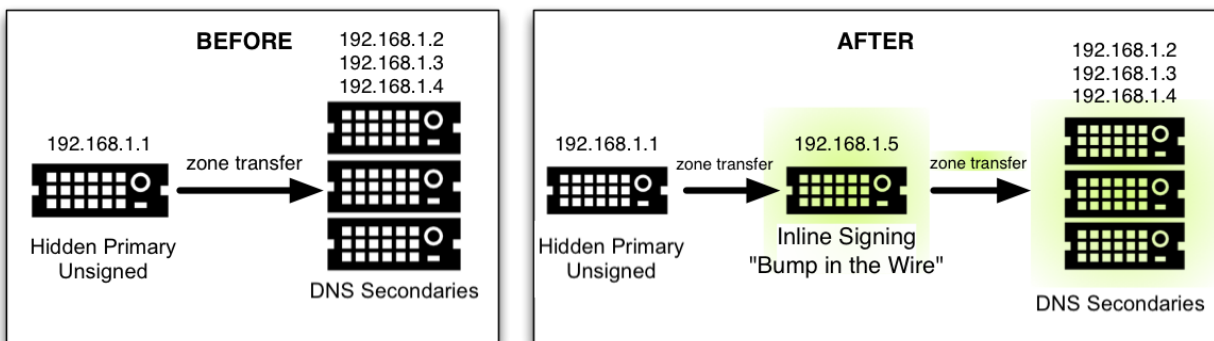 BEFORE
192.168.1.2
192.168.1.3
192.168.1.4
192.168.1.1
zone transfer
Hidden Primary
Unsigned
DNS Secondaries
AFTER
192.168.1.2
192.168.1.3
192.168.1.4
192.168.1.1
zone transfer
192.168.1.5
zone transfer
Hidden Primary
Unsigned
Inline Signing
"Bump in the Wire"
DNS Secondaries